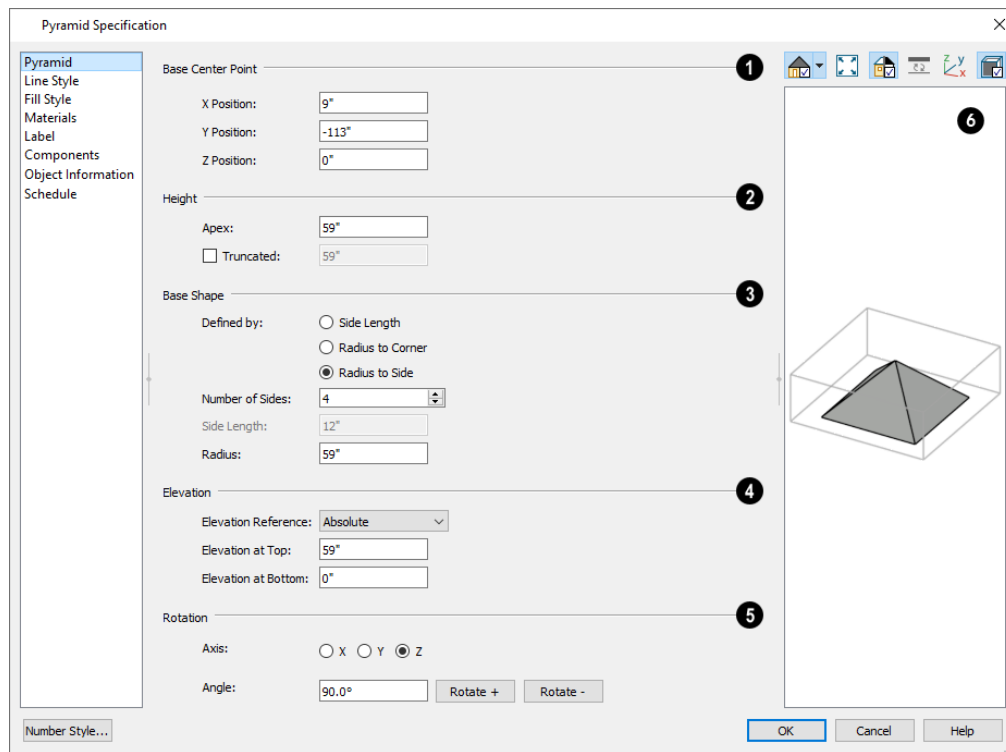 Pyramid Specification
Pyramid
Line Style
Fill Style
Materials
Label
Components
Object Information
Schedule
Base Center Point
1
X Position: 9"
Y Position: -113"
Z Position: 0"
Height
2
Apex: 59"
Truncated: 59"
Base Shape
3
Defined by: Side Length
Radius to Corner
Radius to Side
Number of Sides: 4
Side Length: 12"
Radius: 59"
Elevation
4
Elevation Reference: Absolute
Elevation at Top: 59"
Elevation at Bottom: 0"
Rotation
5
Axis: X Y Z
Angle: 90.0° Rotate + Rotate -
z y x
6
Number Style... OK Cancel Help